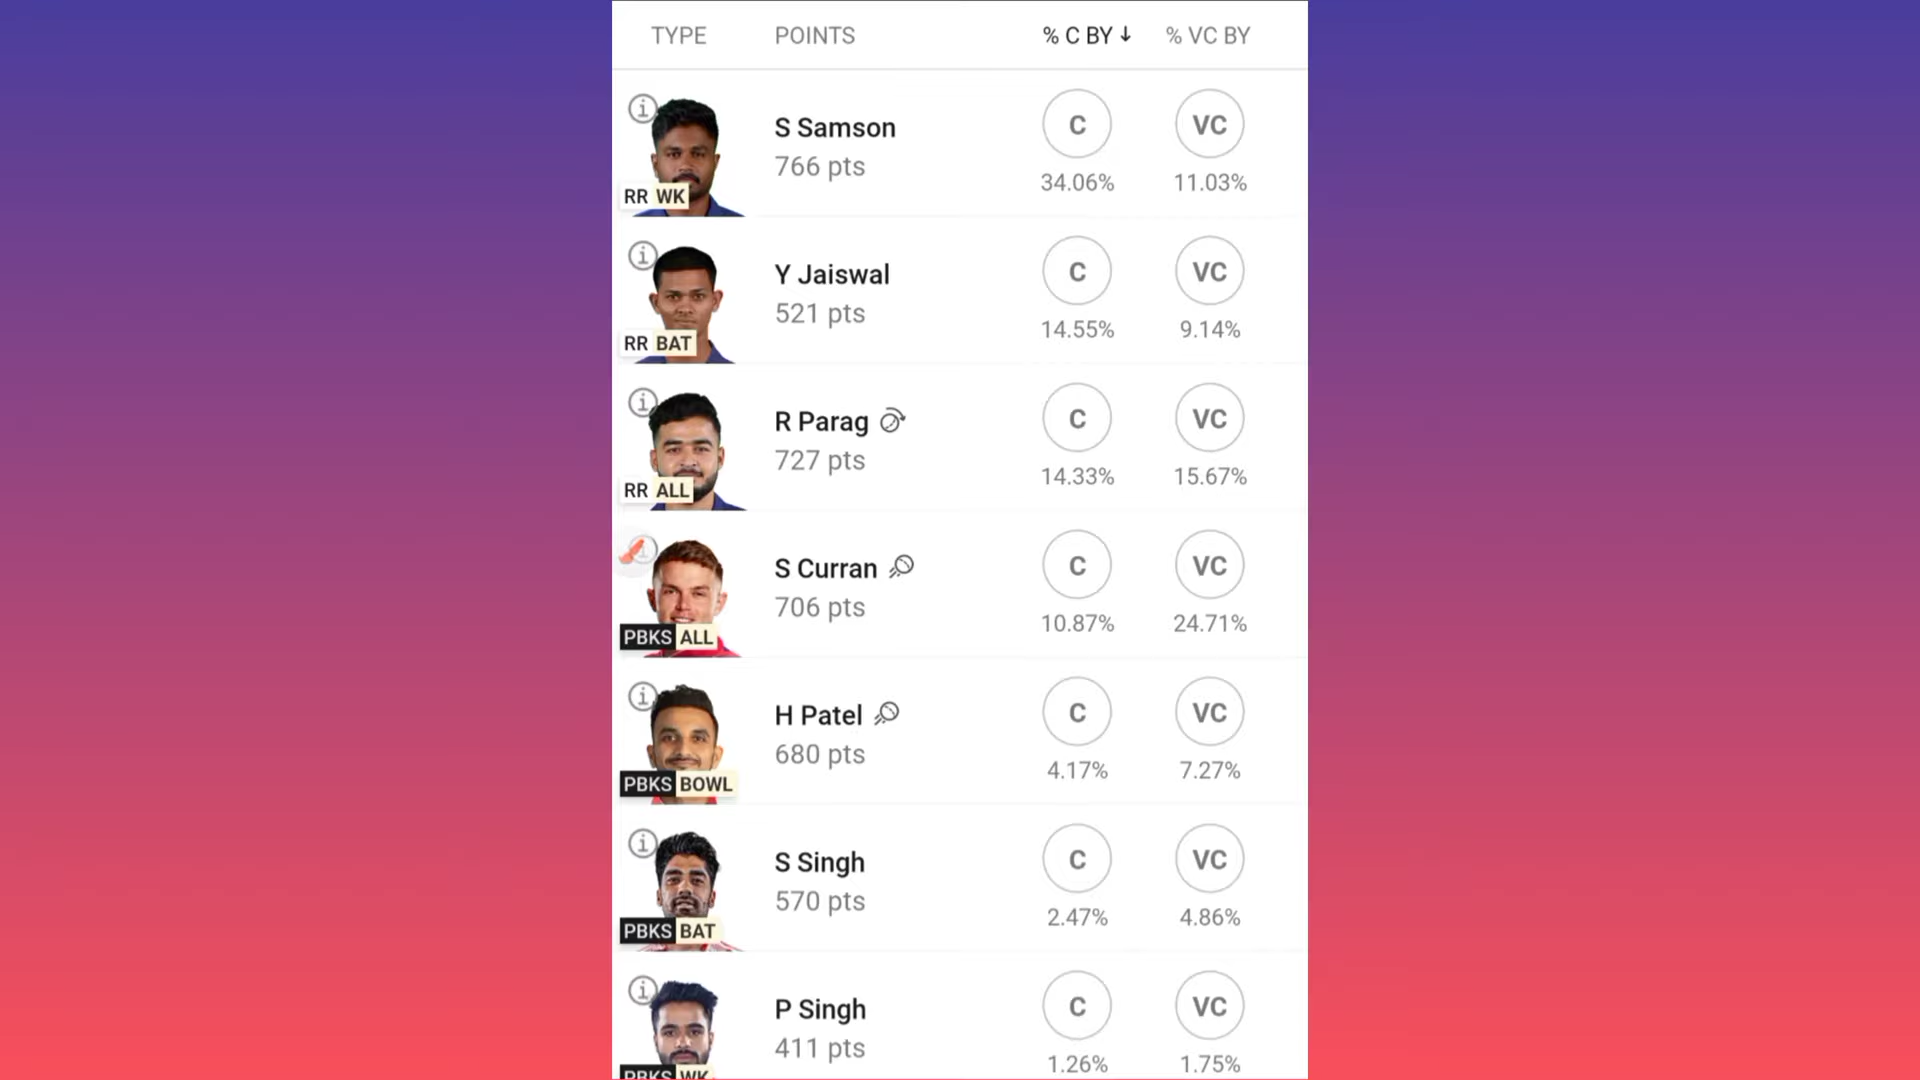 TYPE POINTS % C BY ↓ % VC BY
S Samson
766 pts
RR WK
C VC
34.06% 11.03%
Y Jaiswal
521 pts
RR BAT
C VC
14.55% 9.14%
R Parag
727 pts
RR ALL
C VC
14.33% 15.67%
S Curran
706 pts
PBKS ALL
C VC
10.87% 24.71%
H Patel
680 pts
PBKS BOWL
C VC
4.17% 7.27%
S Singh
570 pts
PBKS BAT
C VC
2.47% 4.86%
P Singh
411 pts
PBKS WK
C VC
1.26% 1.75%